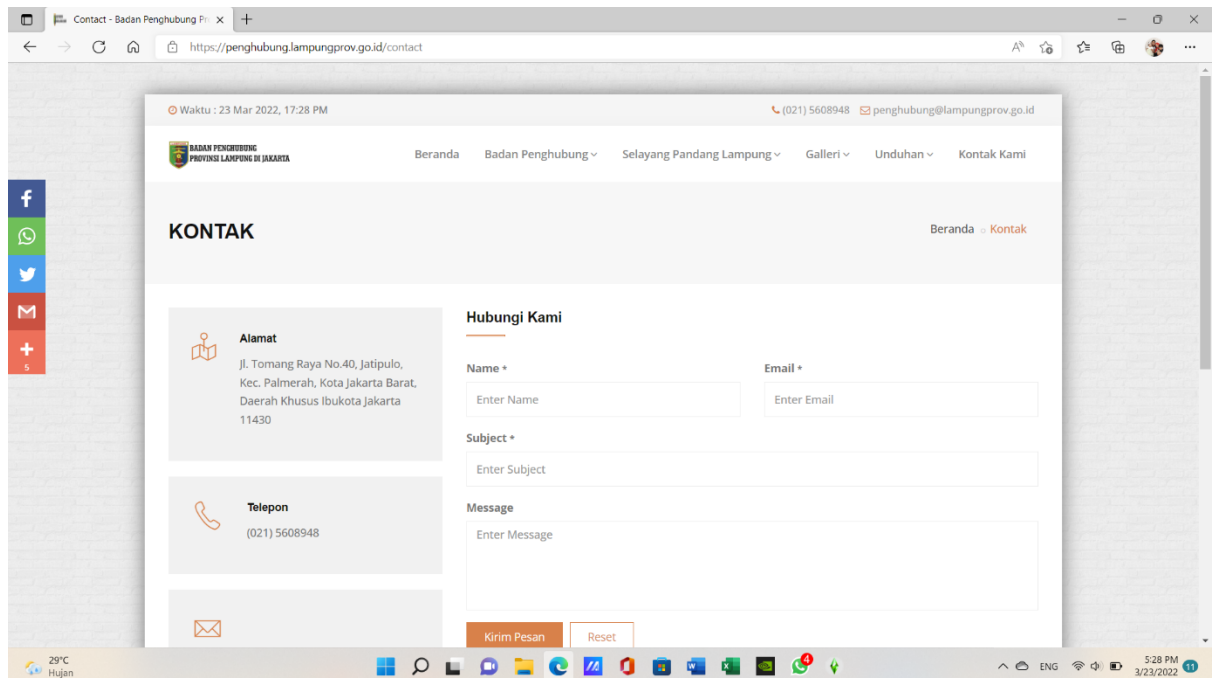 Contact - Badan Penghubung Pro
https://penghubung.lampungprov.go.id/contact
Waktu : 23 Mar 2022, 17:28 PM
(021) 5608948 penghubung@lampungprov.go.id
BADAN PENGHUBUNG
PROVINSI LAMPUNG DI JAKARTA
Beranda Badan Penghubung Selayang Pandang Lampung Galleri Unduhan Kontak Kami
KONTAK
Beranda Kontak
5
Alamat
Jl. Tomang Raya No.40, Jatipulo,
Kec. Palmerah, Kota Jakarta Barat,
Daerah Khusus Ibukota Jakarta
11430
Telepon
(021) 5608948
Hubungi Kami
Name * Email *
Enter Name Enter Email
Subject *
Enter Subject
Message
Enter Message
Kirim Pesan Reset
29°C
Hujan
4
ENG
5:28 PM
3/23/2022
11